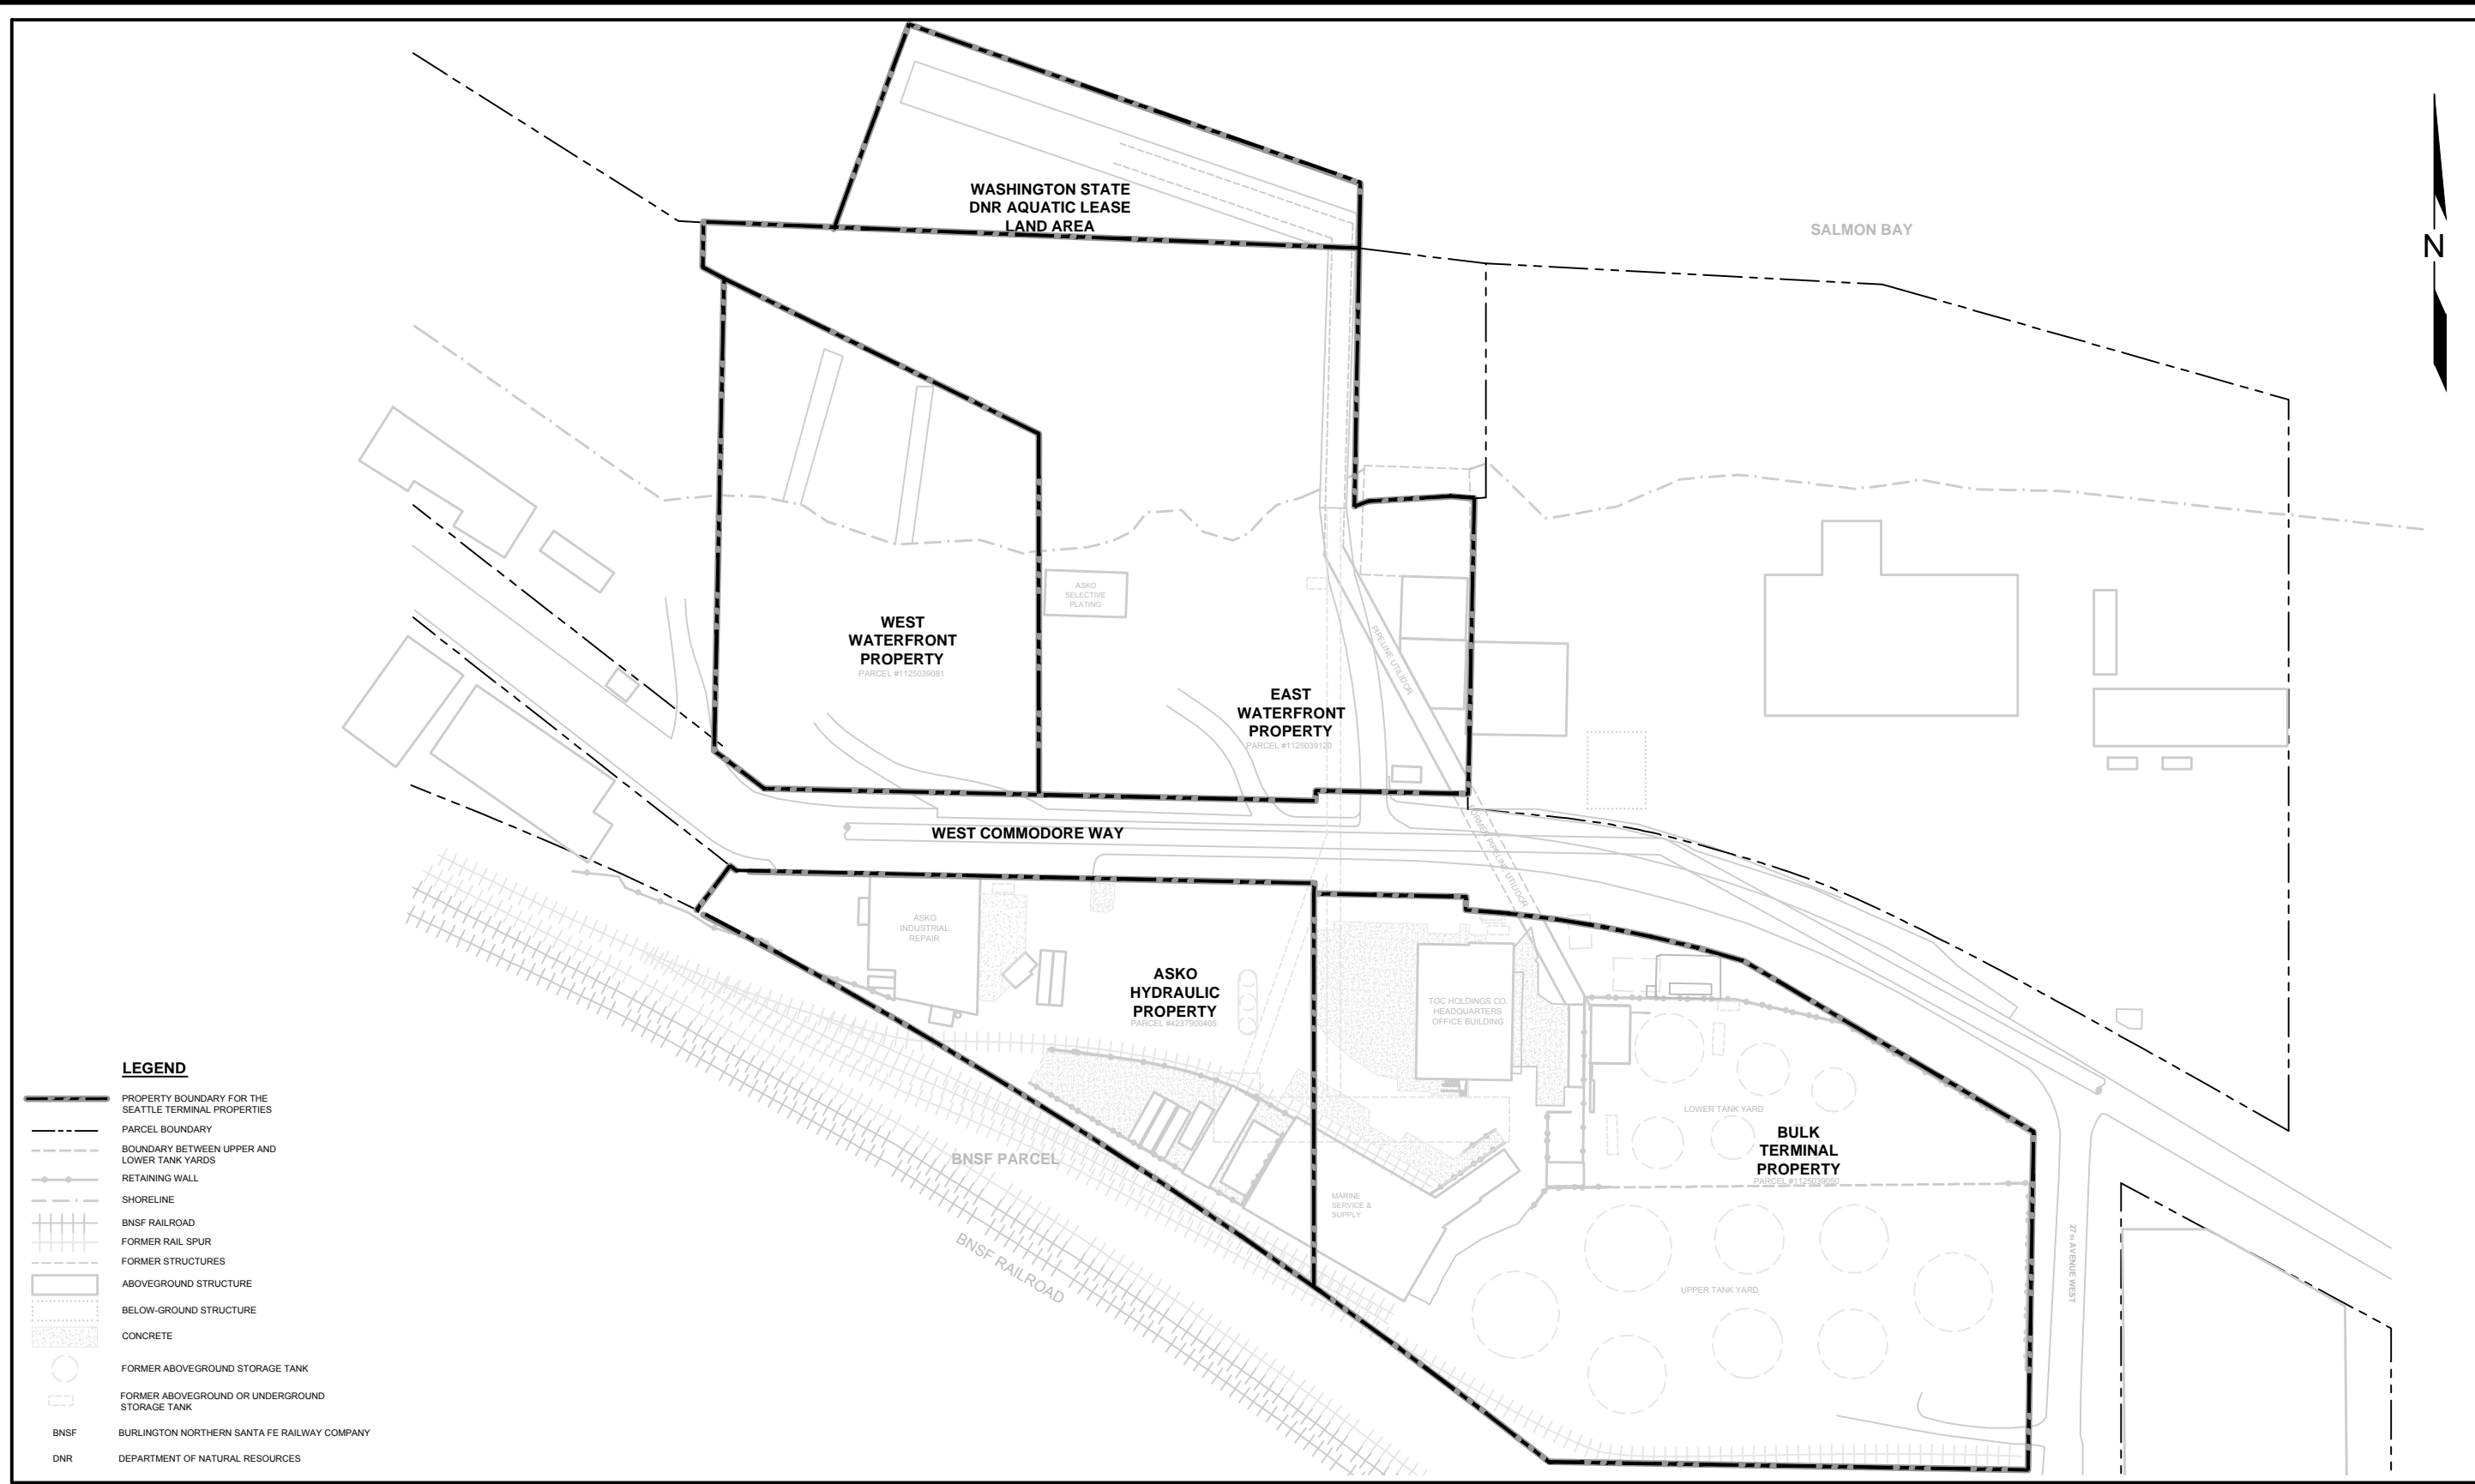 WASHINGTON STATE
DNR AQUATIC LEASE
LAND AREA
SALMON BAY
N
ASKO
SELECTIVE
PLATING
WEST
WATERFRONT
PROPERTY
PARCEL #1125039081
PIPELINE UTILIDOR
EAST
WATERFRONT
PROPERTY
PARCEL #1125039120
WEST COMMODORE WAY
FORMER PIPELINE UTILIDOR
ASKO
INDUSTRIAL
REPAIR
ASKO
HYDRAULIC
PROPERTY
PARCEL #4237900405
TOC HOLDINGS CO.
HEADQUARTERS
OFFICE BUILDING
LOWER TANK YARD
BULK
TERMINAL
PROPERTY
PARCEL #1125039050
BNSF PARCEL
MARINE
SERVICE &
SUPPLY
BNSF RAILROAD
UPPER TANK YARD
27TH AVENUE WEST
LEGEND
PROPERTY BOUNDARY FOR THE
SEATTLE TERMINAL PROPERTIES
PARCEL BOUNDARY
BOUNDARY BETWEEN UPPER AND
LOWER TANK YARDS
RETAINING WALL
SHORELINE
BNSF RAILROAD
FORMER RAIL SPUR
FORMER STRUCTURES
ABOVEGROUND STRUCTURE
BELOW-GROUND STRUCTURE
CONCRETE
FORMER ABOVEGROUND STORAGE TANK
FORMER ABOVEGROUND OR UNDERGROUND
STORAGE TANK
BNSF BURLINGTON NORTHERN SANTA FE RAILWAY COMPANY
DNR DEPARTMENT OF NATURAL RESOURCES